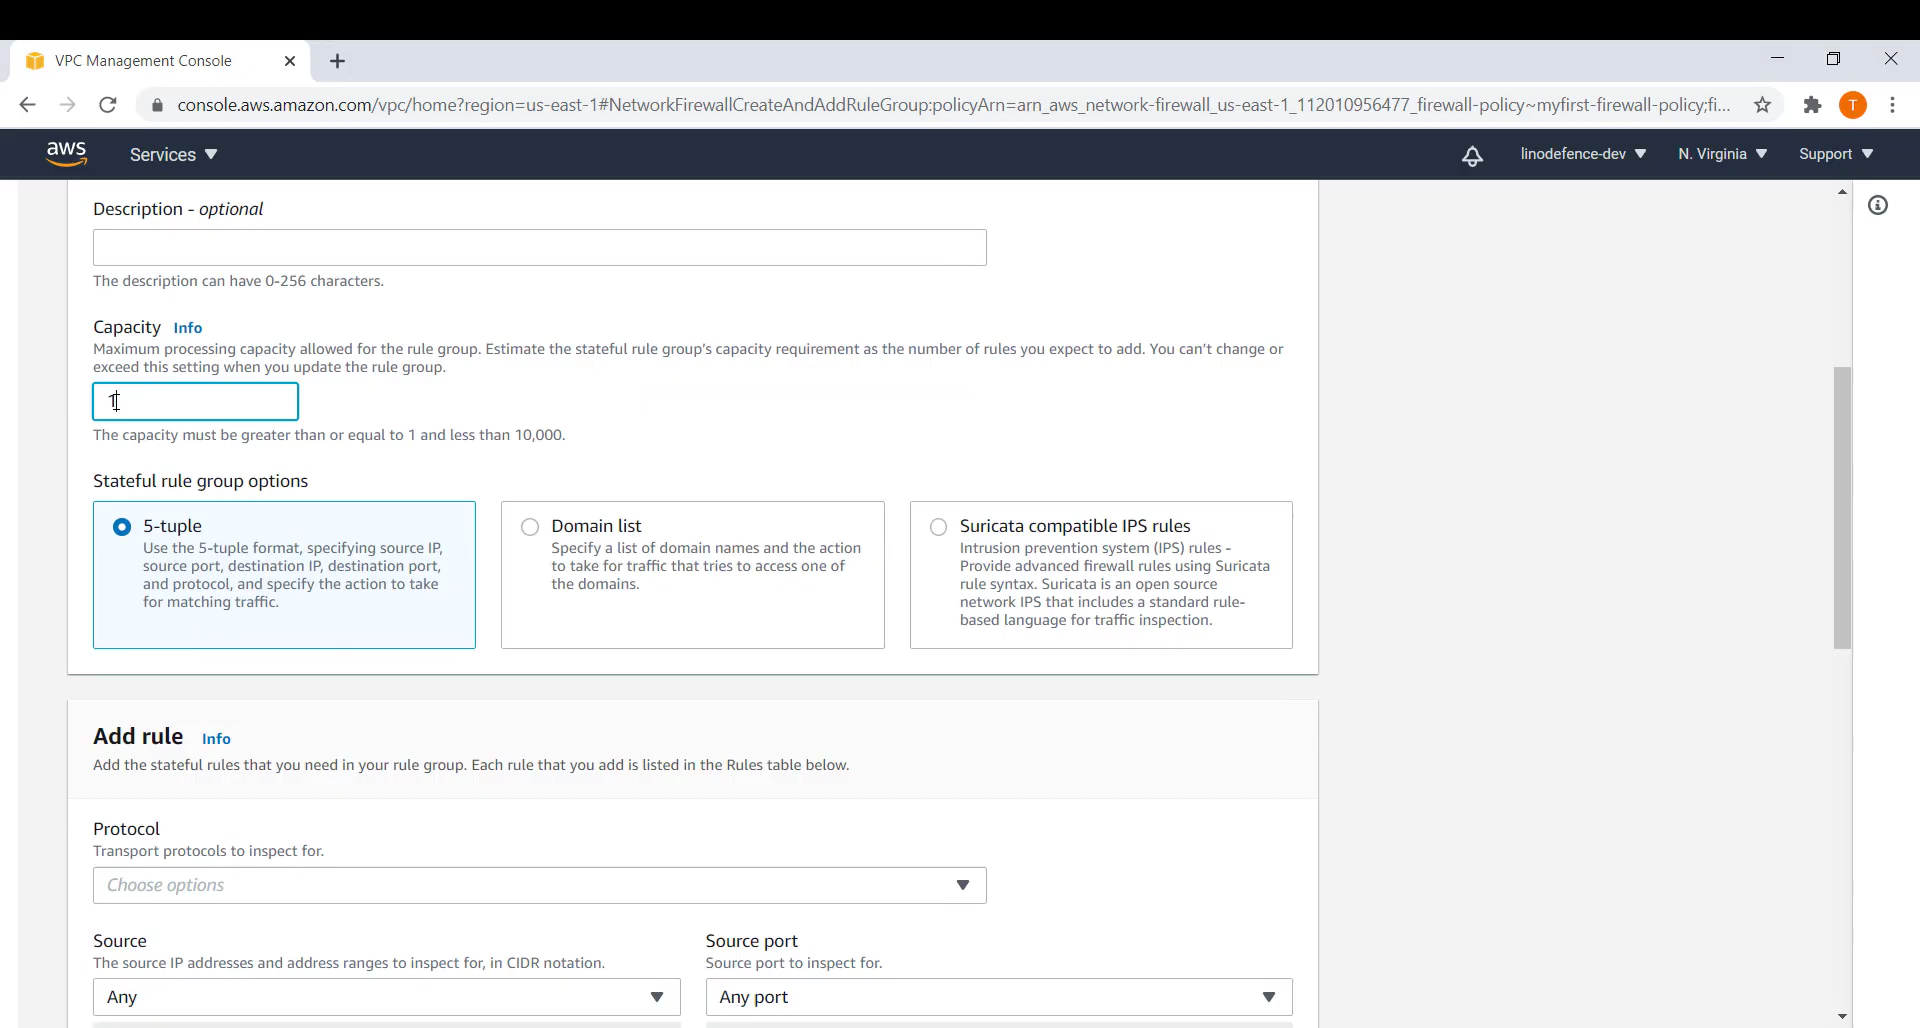 VPC Management Console
console.aws.amazon.com/vpc/home?region=us-east-1#NetworkFirewallCreateAndAddRuleGroup:policyArn=arn_aws_network-firewall_us-east-1_112010956477_firewall-policy~myfirst-firewall-policy;fi...
T
aws
Services
linodefence-dev
N. Virginia
Support
Description - optional
The description can have 0-256 characters.
Capacity Info
Maximum processing capacity allowed for the rule group. Estimate the stateful rule group's capacity requirement as the number of rules you expect to add. You can't change or
exceed this setting when you update the rule group.
1
The capacity must be greater than or equal to 1 and less than 10,000.
Stateful rule group options
5-tuple
Use the 5-tuple format, specifying source IP,
source port, destination IP, destination port,
and protocol, and specify the action to take
for matching traffic.
Domain list
Specify a list of domain names and the action
to take for traffic that tries to access one of
the domains.
Suricata compatible IPS rules
Intrusion prevention system (IPS) rules -
Provide advanced firewall rules using Suricata
rule syntax. Suricata is an open source
network IPS that includes a standard rule-
based language for traffic inspection.
Add rule Info
Add the stateful rules that you need in your rule group. Each rule that you add is listed in the Rules table below.
Protocol
Transport protocols to inspect for.
Choose options
Source
The source IP addresses and address ranges to inspect for, in CIDR notation.
Any
Source port
Source port to inspect for.
Any port